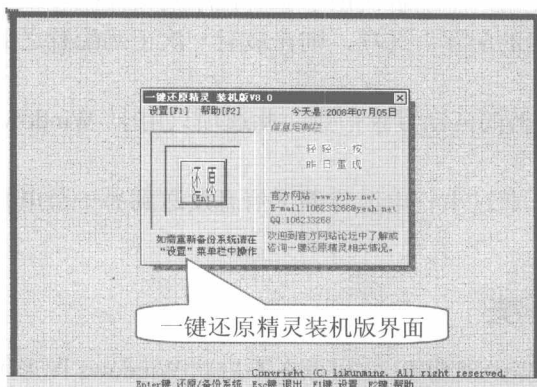 一键还原精灵 装机版V8.0
设置[F1] 帮助[F2] 今天是:2008年07月05日
信息定制栏
轻轻一按
昨日重现
还原
(Ent)
官方网站 www.yjhy.net
E-mail:106233268@yeah.net
QQ 106233268
如需重新备份系统请在
“设置”菜单栏中操作
欢迎到官方网站论坛中了解或
咨询一键还原精灵相关情况。
一键还原精灵装机版界面
Copyright (C) likunming. All right reserved.
Enter键 还原/备份系统 Esc键 退出 F1键 设置 F2键 帮助